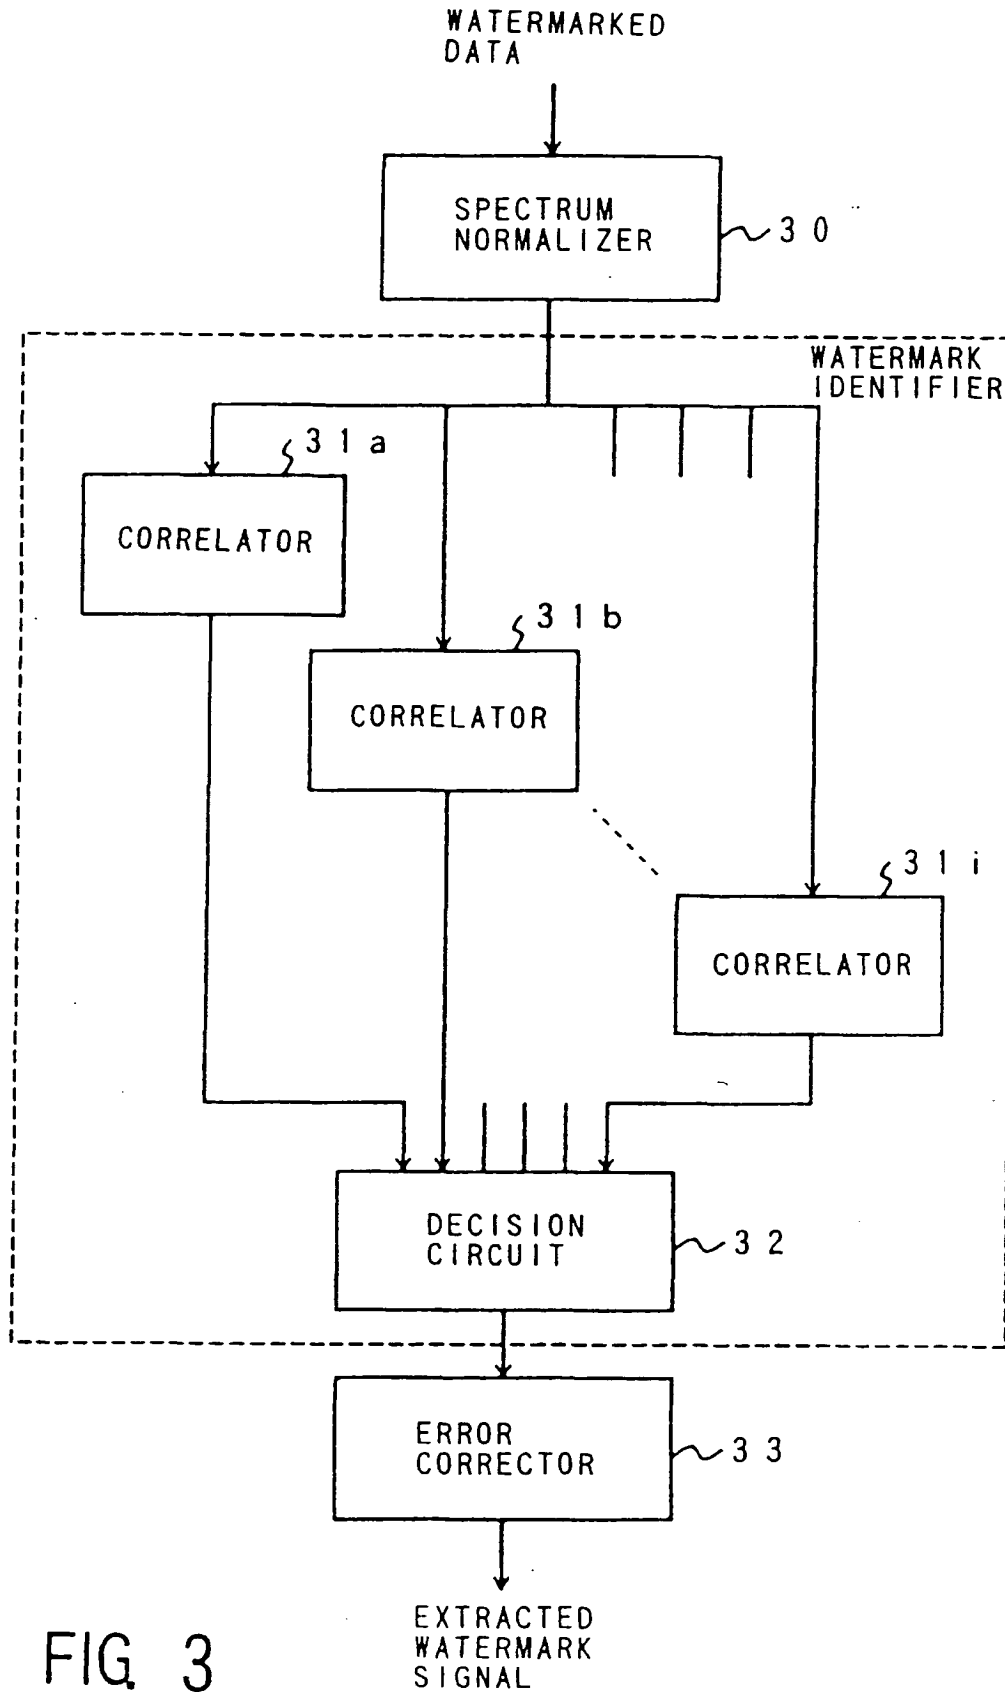 WATERMARKED
DATA
SPECTRUM
NORMALIZER
30
WATERMARK
IDENTIFIER
31a
CORRELATOR
31b
CORRELATOR
31i
CORRELATOR
DECISION
CIRCUIT
32
ERROR
CORRECTOR
33
EXTRACTED
WATERMARK
SIGNAL
FIG. 3